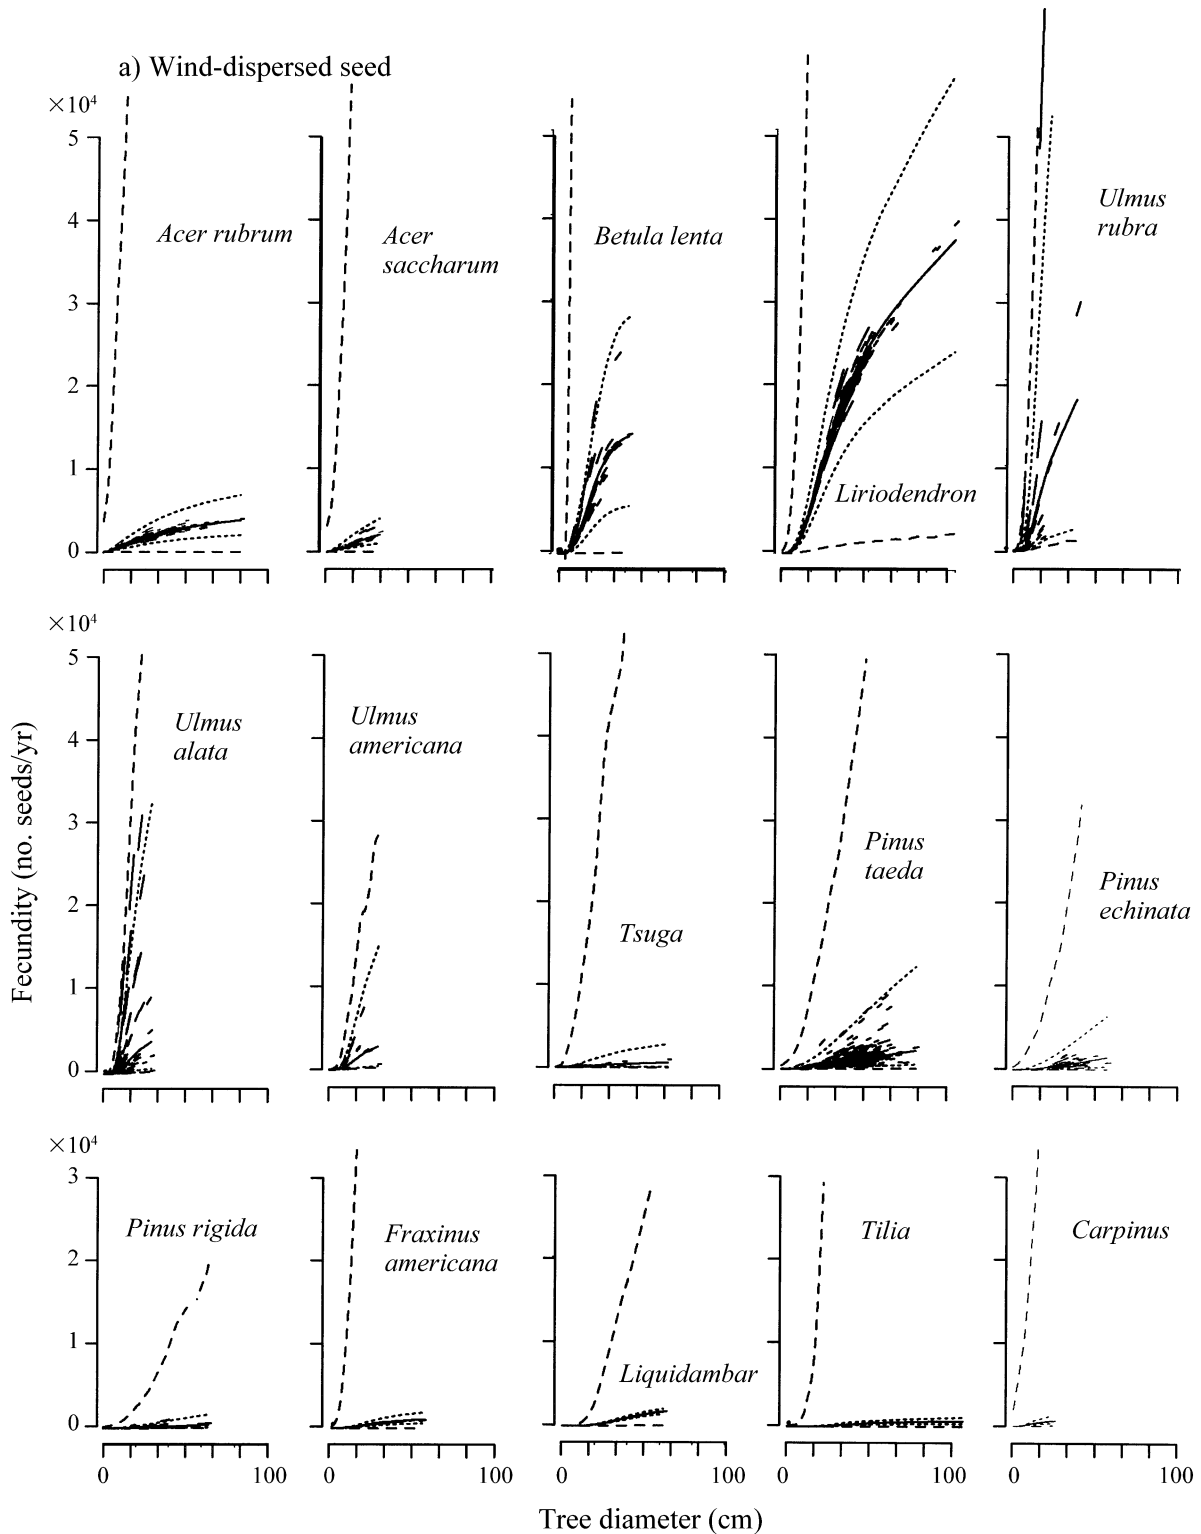 a) Wind-dispersed seed
×10⁴
5
4
3
2
1
0
Acer rubrum
Acer
saccharum
Betula lenta
Liriodendron
Ulmus
rubra
×10⁴
5
4
3
2
1
0
Ulmus
alata
Ulmus
americana
Tsuga
Pinus
taeda
Pinus
echinata
Fecundity (no. seeds/yr)
×10⁴
3
2
1
0
Pinus rigida
Fraxinus
americana
Liquidambar
Tilia
Carpinus
0 100 0 100 0 100 0 100 0 100
Tree diameter (cm)